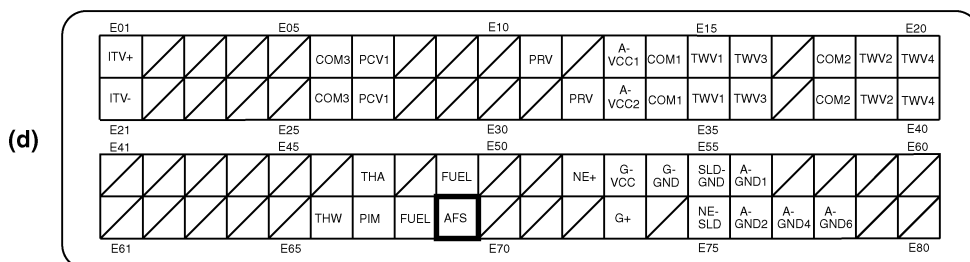 (d)
E01 E05 E10 E15 E20
ITV+ COM3 PCV1 PRV A-VCC1 COM1 TWV1 TWV3 COM2 TWV2 TWV4
ITV- COM3 PCV1 PRV A-VCC2 COM1 TWV1 TWV3 COM2 TWV2 TWV4
E21 E25 E30 E35 E40
E41 E45 E50 E55 E60
THA FUEL NE+ G-VCC G-GND SLD-GND A-GND1
THW PIM FUEL AFS G+ NE-SLD A-GND2 A-GND4 A-GND6
E61 E65 E70 E75 E80